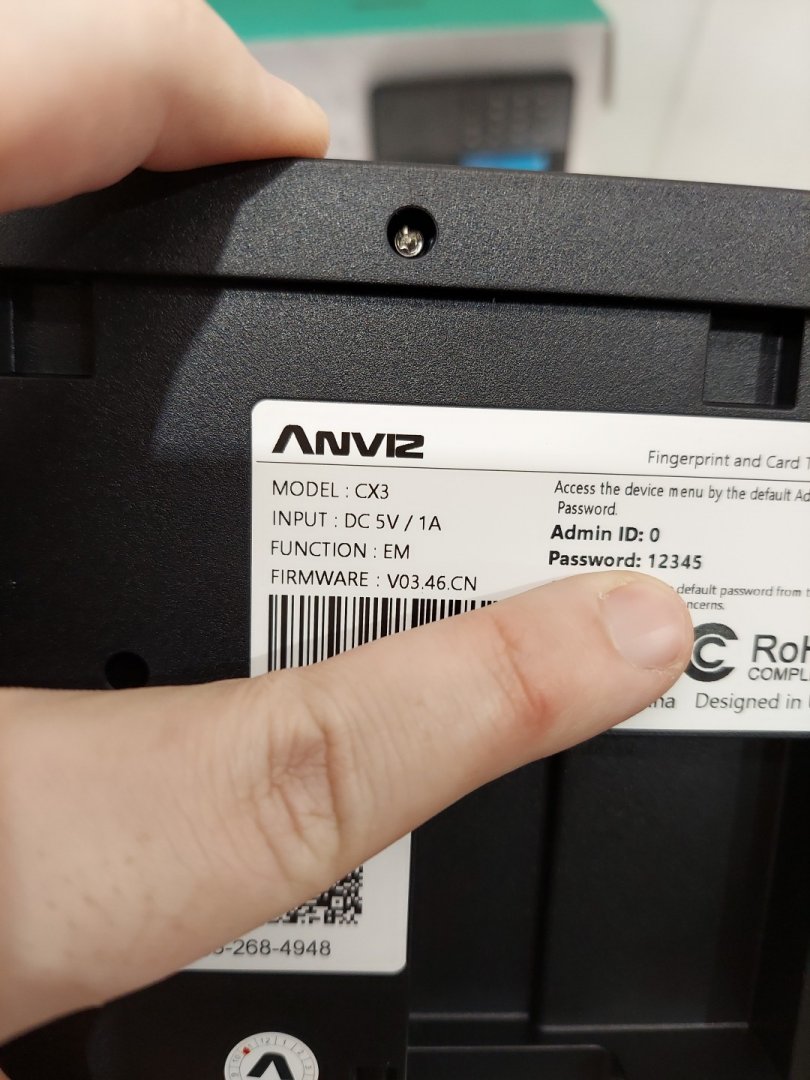 ANVIZ
Fingerprint and Card
MODEL : CX3
INPUT : DC 5V / 1A
FUNCTION : EM
FIRMWARE : V03.46.CN
Access the device menu by the default
Password.
Admin ID: 0
Password: 12345
default password from
RoH
COMPL
Designed in
-268-4948